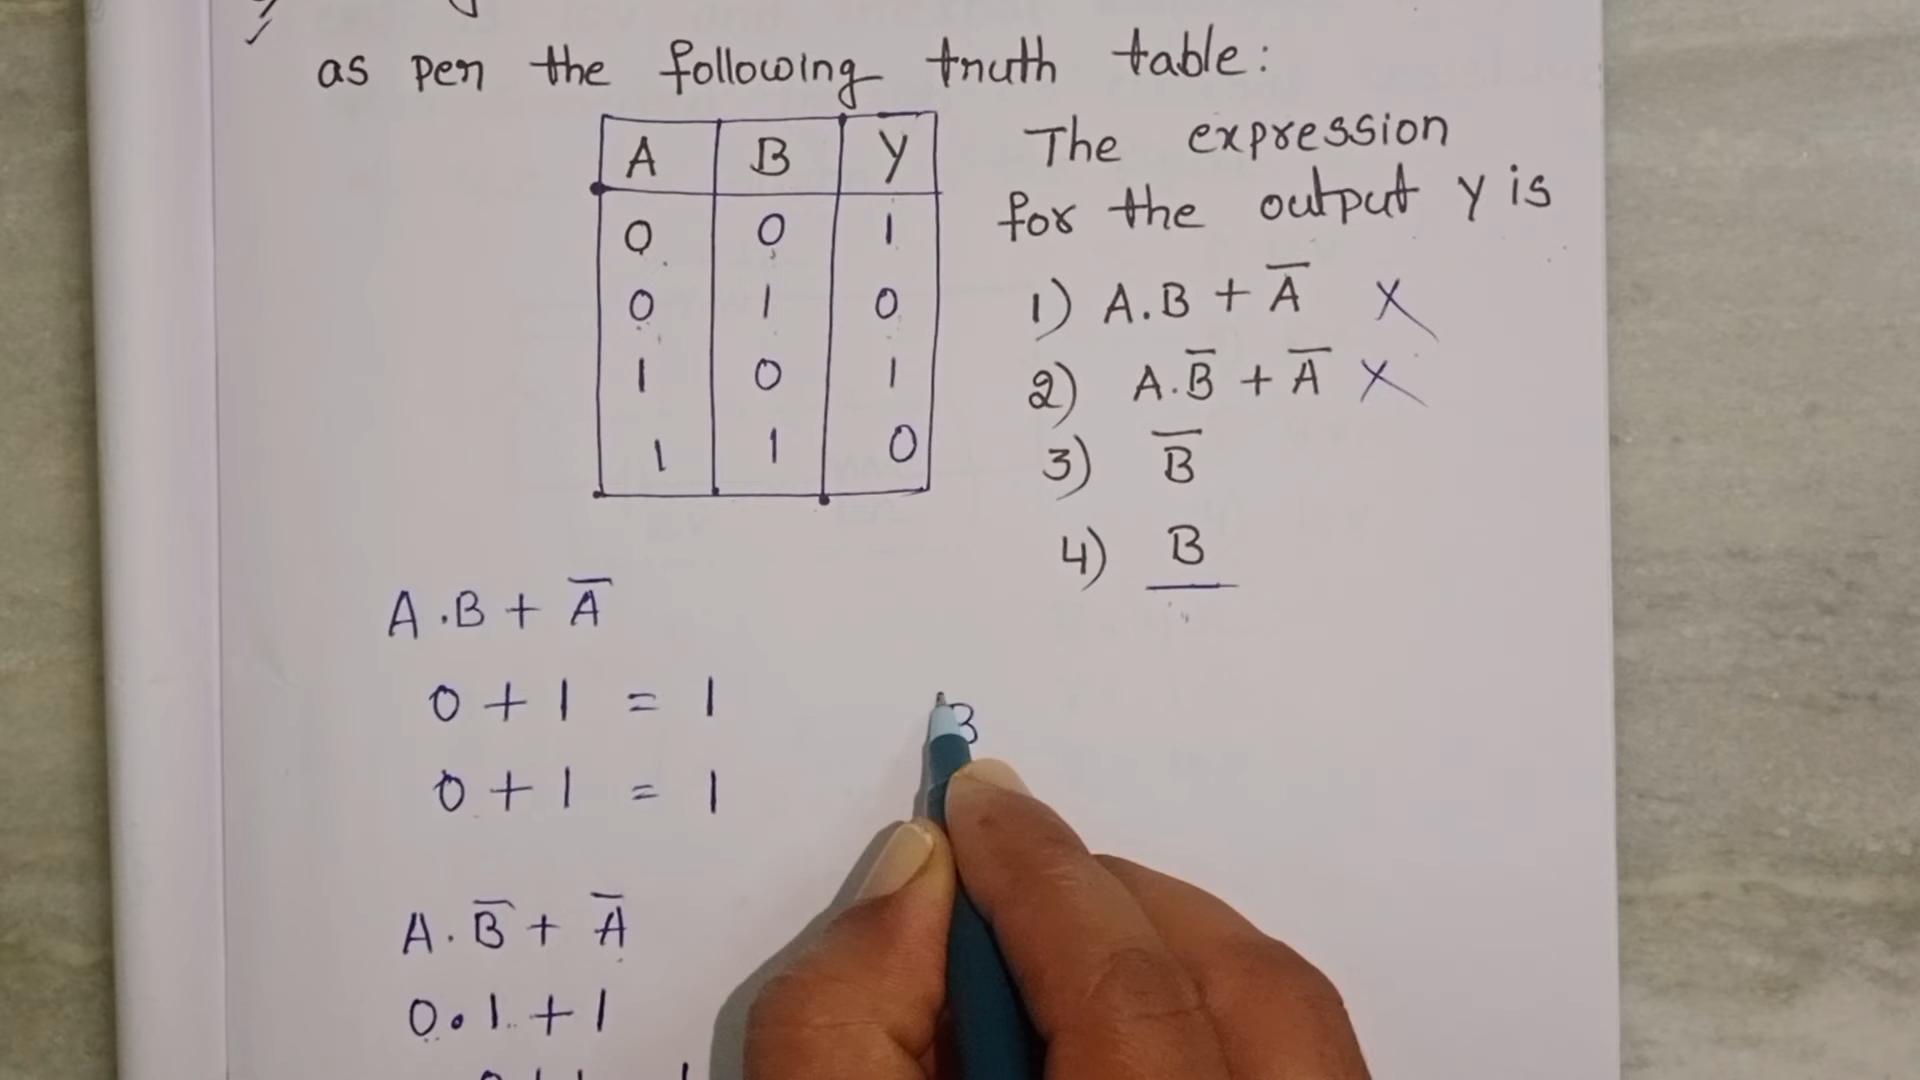 as per the following truth table:
A B Y
0 0 1
0 1 0
1 0 1
1 1 0
The expression
for the output Y is
1) A.B + A̅ X
2) A.B̅ + A̅ X
3) B̅
4) B
A.B + A̅
0 + 1 = 1
0 + 1 = 1
A.B̅ + A̅
0.1 + 1
B